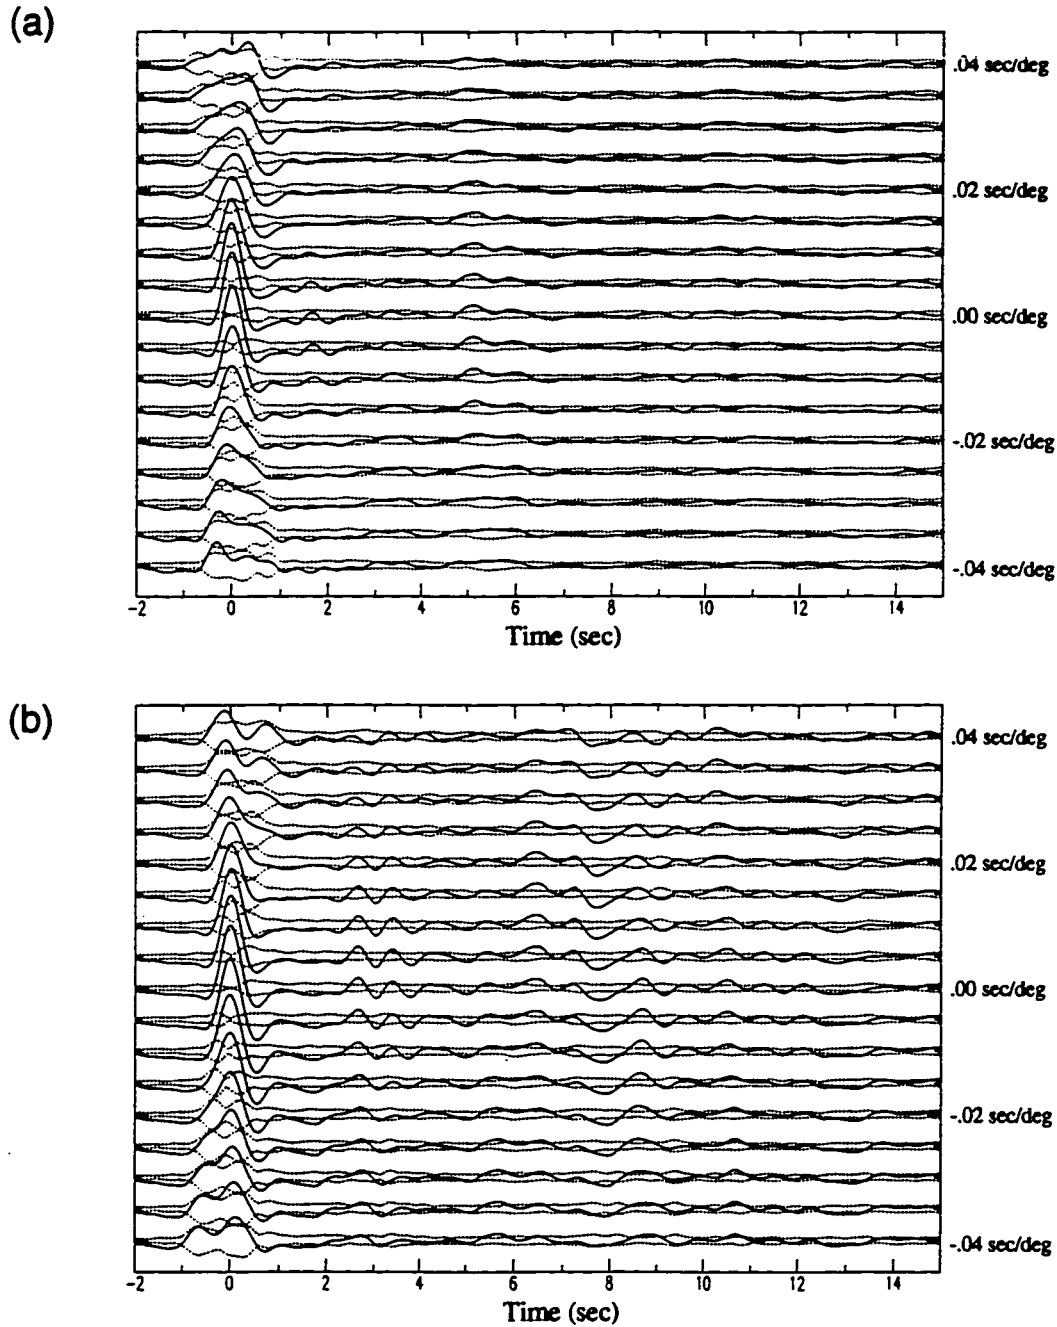 (a)
.04 sec/deg
.02 sec/deg
.00 sec/deg
-.02 sec/deg
-.04 sec/deg
-2 0 2 4 6 8 10 12 14
Time (sec)
(b)
.04 sec/deg
.02 sec/deg
.00 sec/deg
-.02 sec/deg
-.04 sec/deg
-2 0 2 4 6 8 10 12 14
Time (sec)